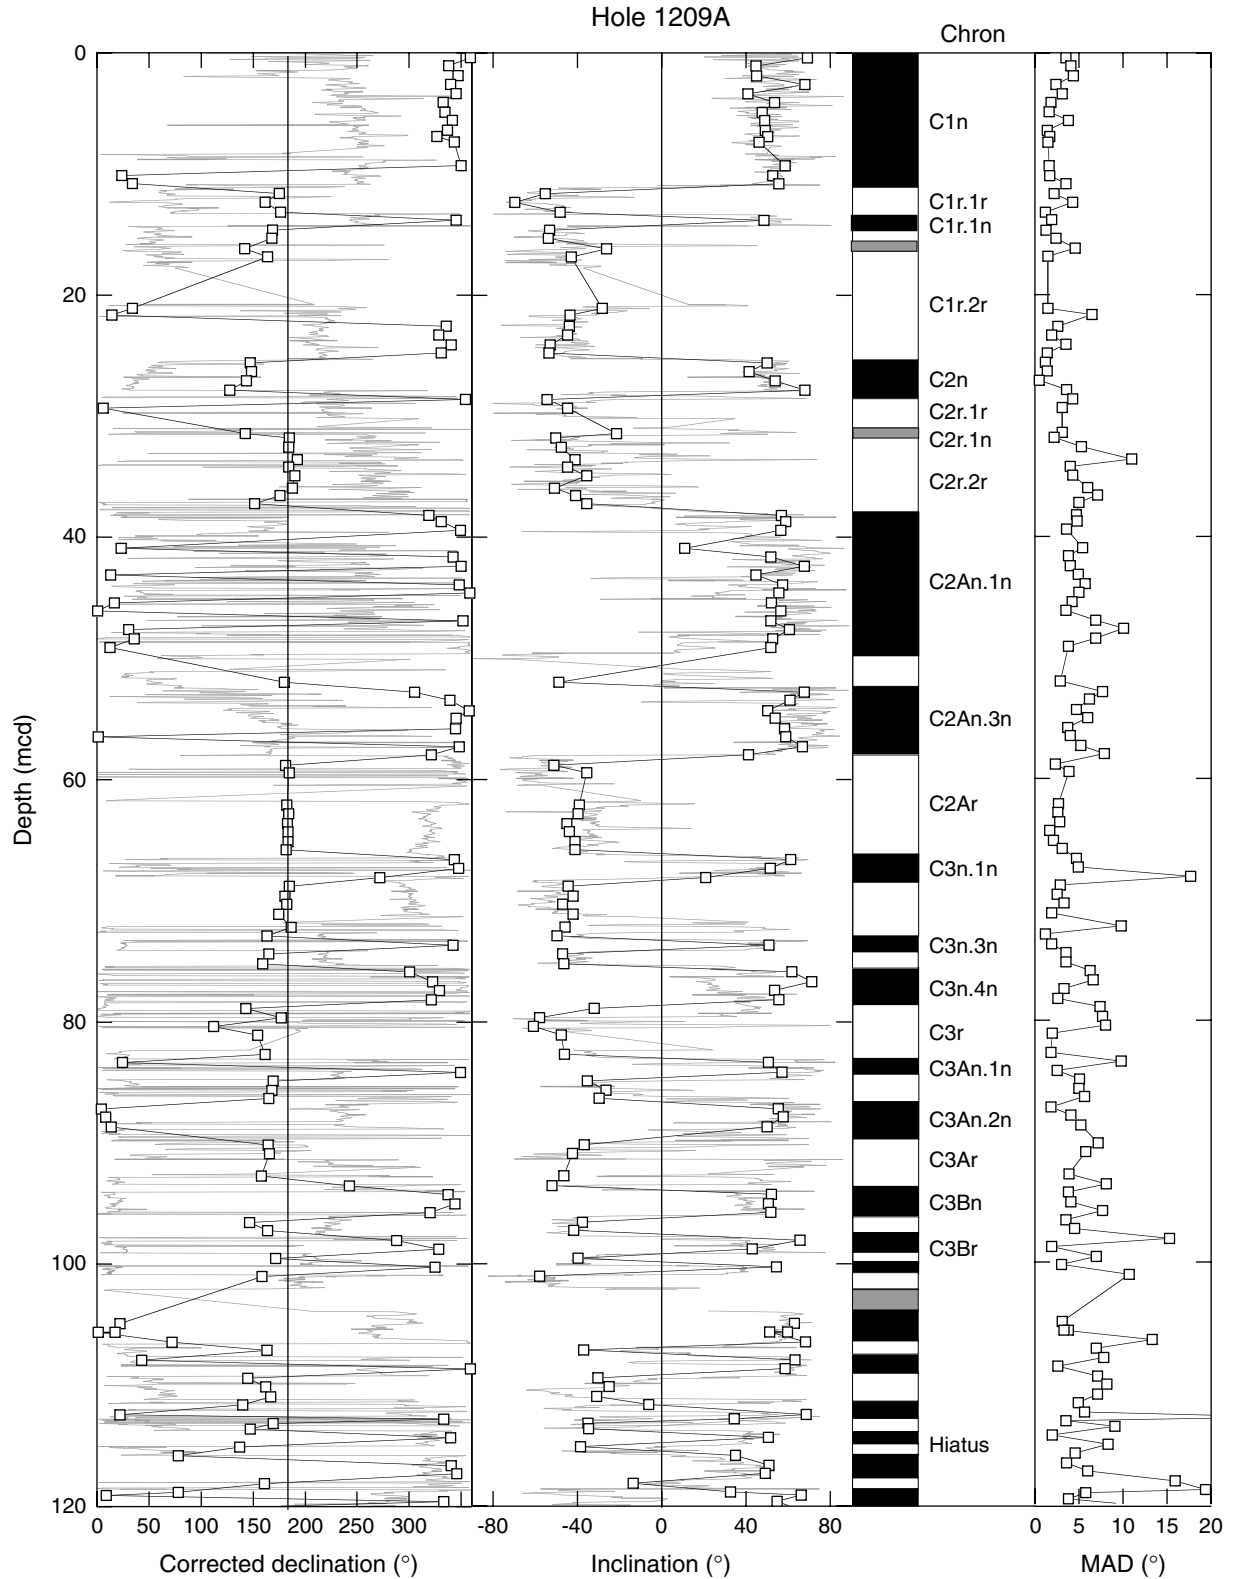 Hole 1209A
Chron
0
20
40
60
80
100
120
Depth (mcd)
C1n
C1r.1r
C1r.1n
C1r.2r
C2n
C2r.1r
C2r.1n
C2r.2r
C2An.1n
C2An.3n
C2Ar
C3n.1n
C3n.3n
C3n.4n
C3r
C3An.1n
C3An.2n
C3Ar
C3Bn
C3Br
Hiatus
0 50 100 150 200 250 300
-80 -40 0 40 80
0 5 10 15 20
Corrected declination (°)
Inclination (°)
MAD (°)